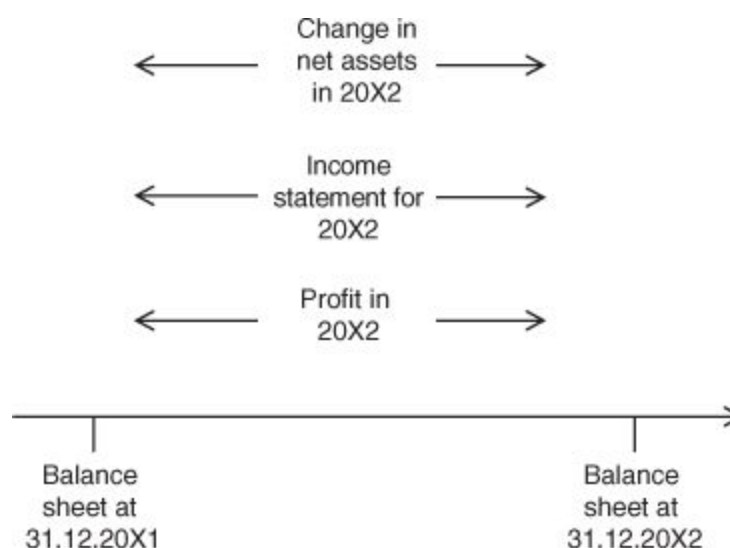 Change in
net assets
in 20X2
Income
statement for
20X2
Profit in
20X2
Balance
sheet at
31.12.20X1
Balance
sheet at
31.12.20X2